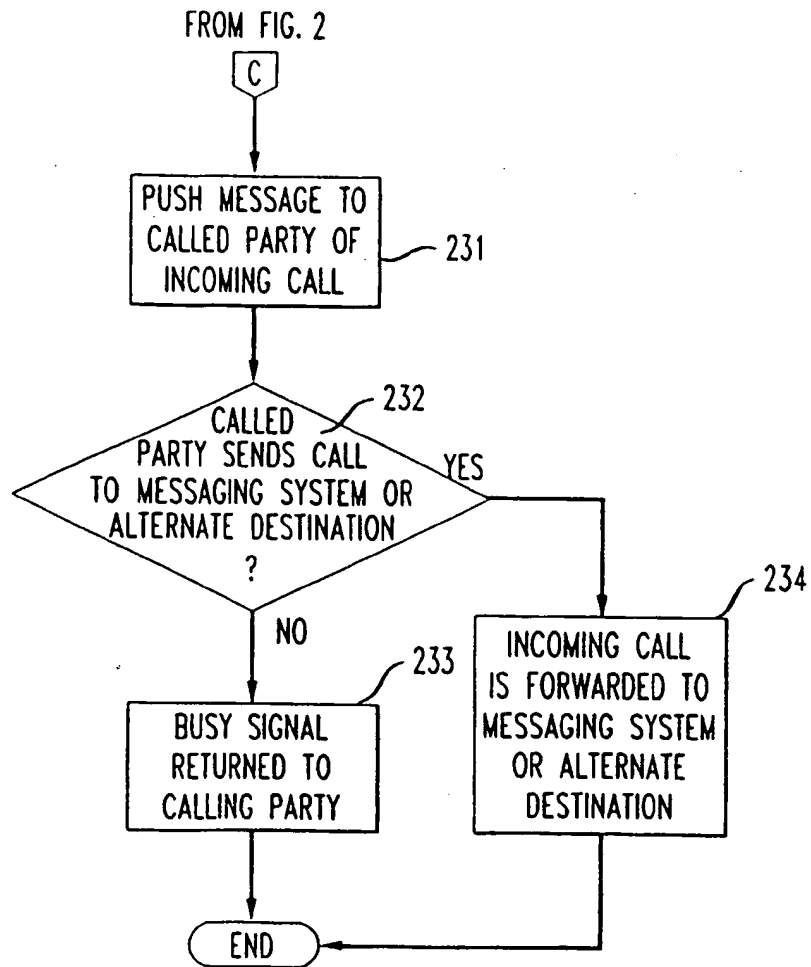 FROM FIG. 2
C
PUSH MESSAGE TO
CALLED PARTY OF
INCOMING CALL
231
232
CALLED
PARTY SENDS CALL
TO MESSAGING SYSTEM OR
ALTERNATE DESTINATION
?
YES
NO
233
BUSY SIGNAL
RETURNED TO
CALLING PARTY
234
INCOMING CALL
IS FORWARDED TO
MESSAGING SYSTEM
OR ALTERNATE
DESTINATION
END